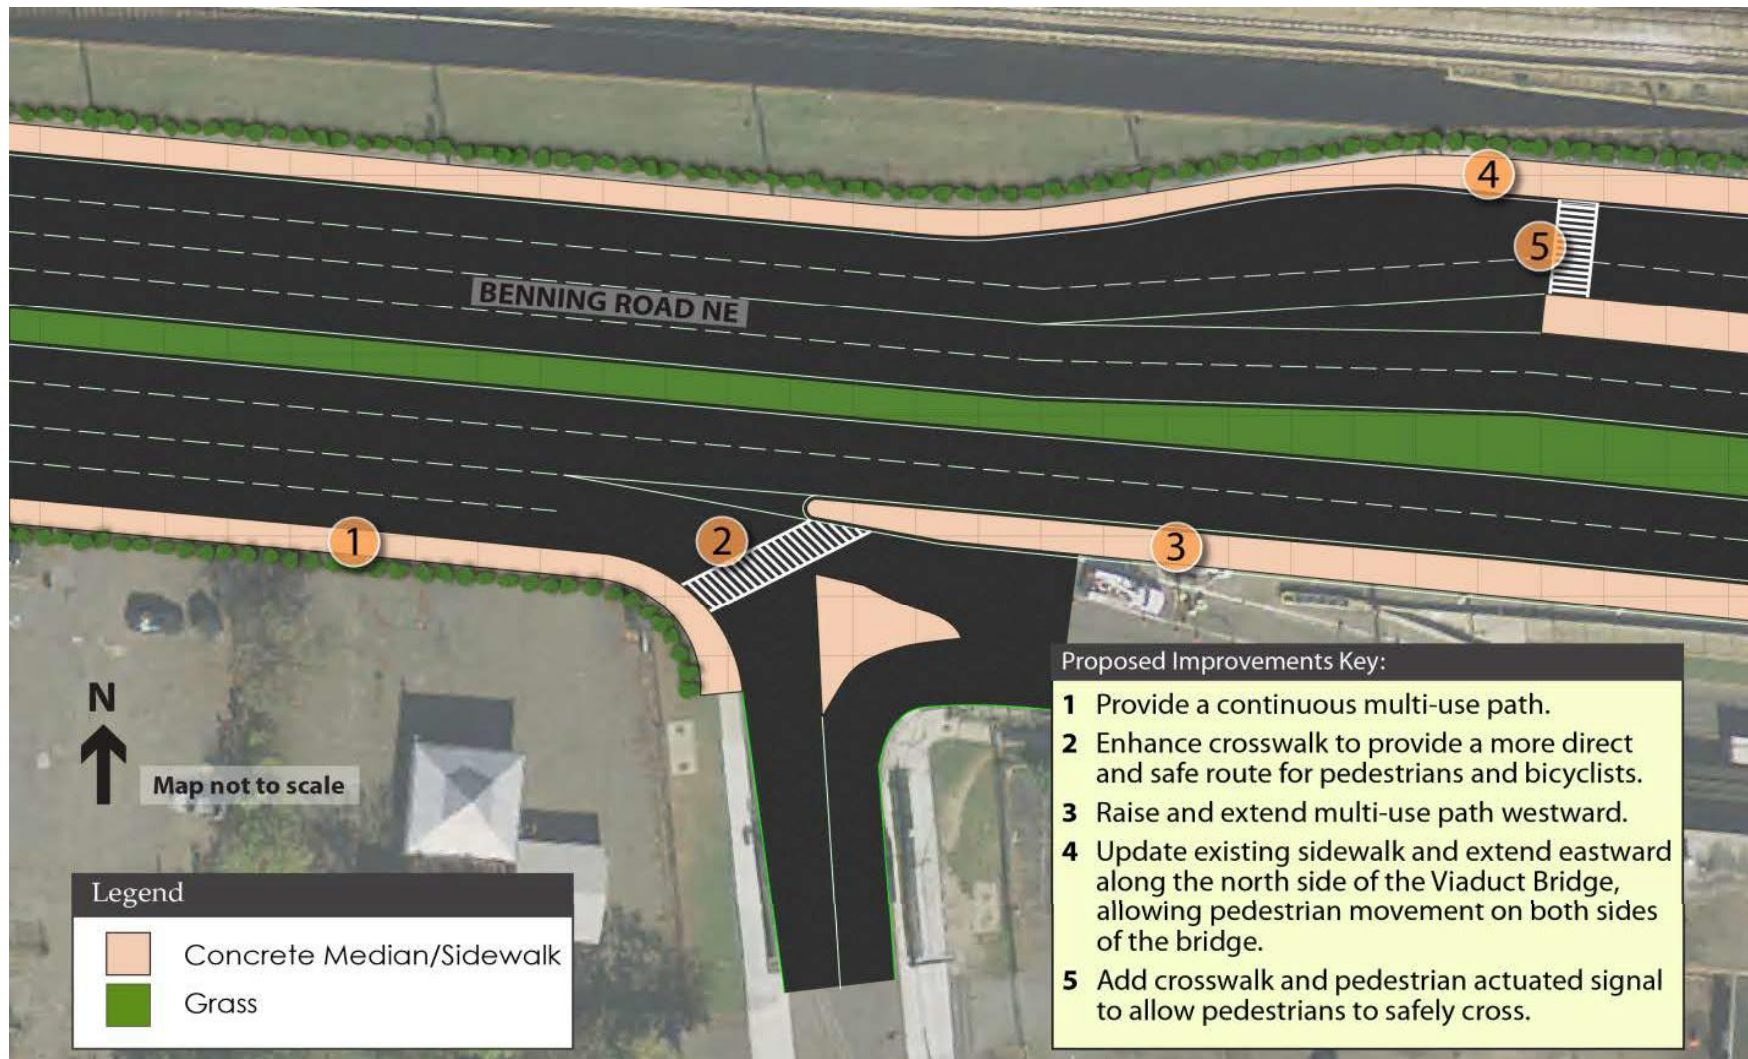 4
5
BENNING ROAD NE
1
2
3
N
Map not to scale
Legend
Concrete Median/Sidewalk
Grass
Proposed Improvements Key:
1 Provide a continuous multi-use path.
2 Enhance crosswalk to provide a more direct
and safe route for pedestrians and bicyclists.
3 Raise and extend multi-use path westward.
4 Update existing sidewalk and extend eastward
along the north side of the Viaduct Bridge,
allowing pedestrian movement on both sides
of the bridge.
5 Add crosswalk and pedestrian actuated signal
to allow pedestrians to safely cross.